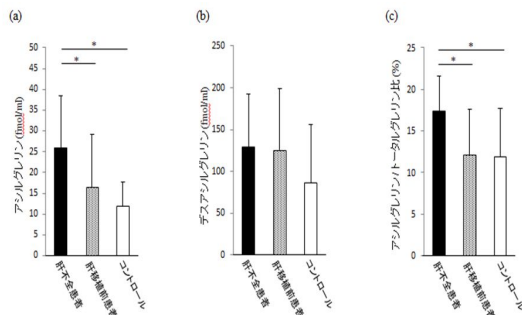 (a)
(b)
(c)
アシルグレリン (fmol/ml)
50
45
40
35
30
25
20
15
10
5
0
*
*
肝不全患者
肝移植前患者
コントロール
デスアシルグレリン (fmol/ml)
250
200
150
100
50
0
肝不全患者
肝移植前患者
コントロール
アシルグレリン/トータルグレリン比 (%)
25
20
15
10
5
0
*
*
肝不全患者
肝移植前患者
コントロール